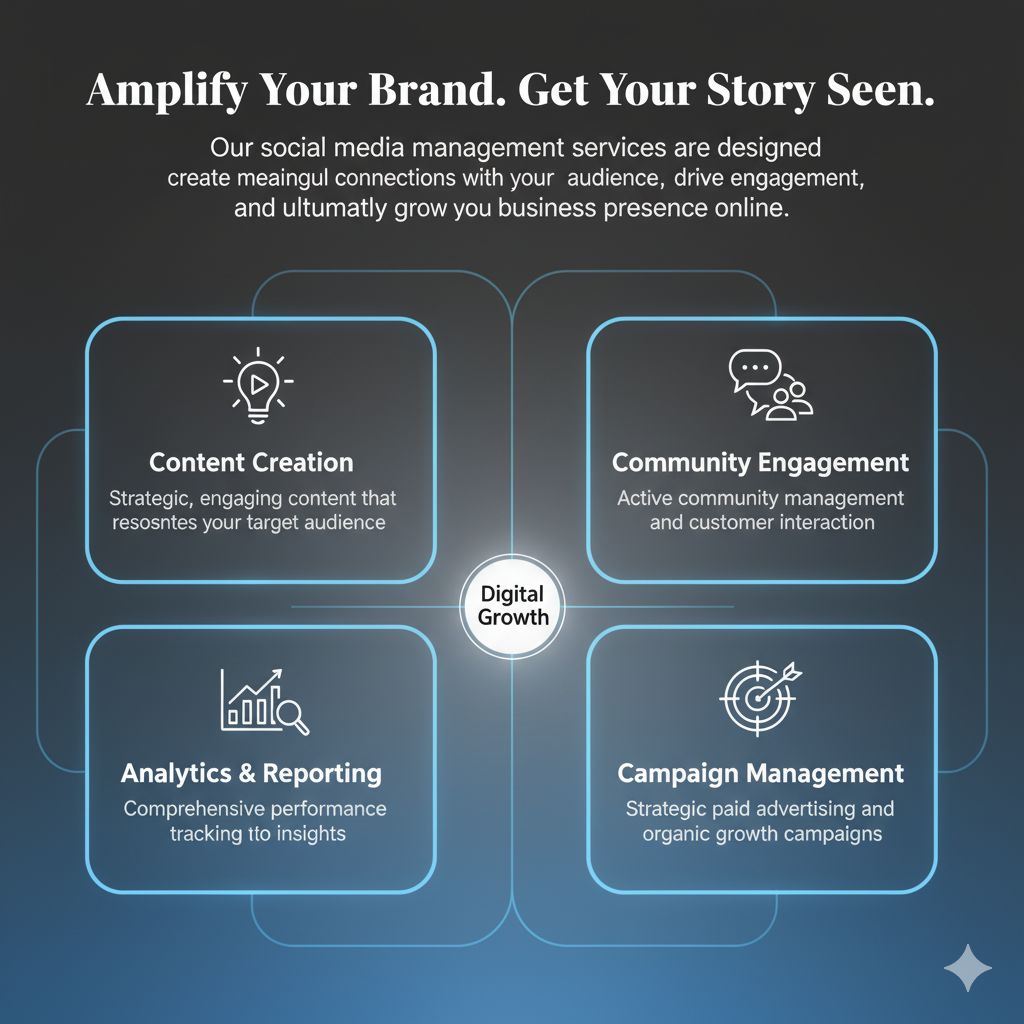 Amplify Your Brand. Get Your Story Seen.
Our social media management services are designed
create meaingul connections with your audience, drive engagement,
and ultumatly grow you business presence online.
Content Creation
Strategic, engaging content that
resosntes your target audience
Community Engagement
Active community management
and customer interaction
Digital
Growth
Analytics & Reporting
Comprehensive performance
tracking tto insights
Campaign Management
Strategic paid advertising and
organic growth campaigns